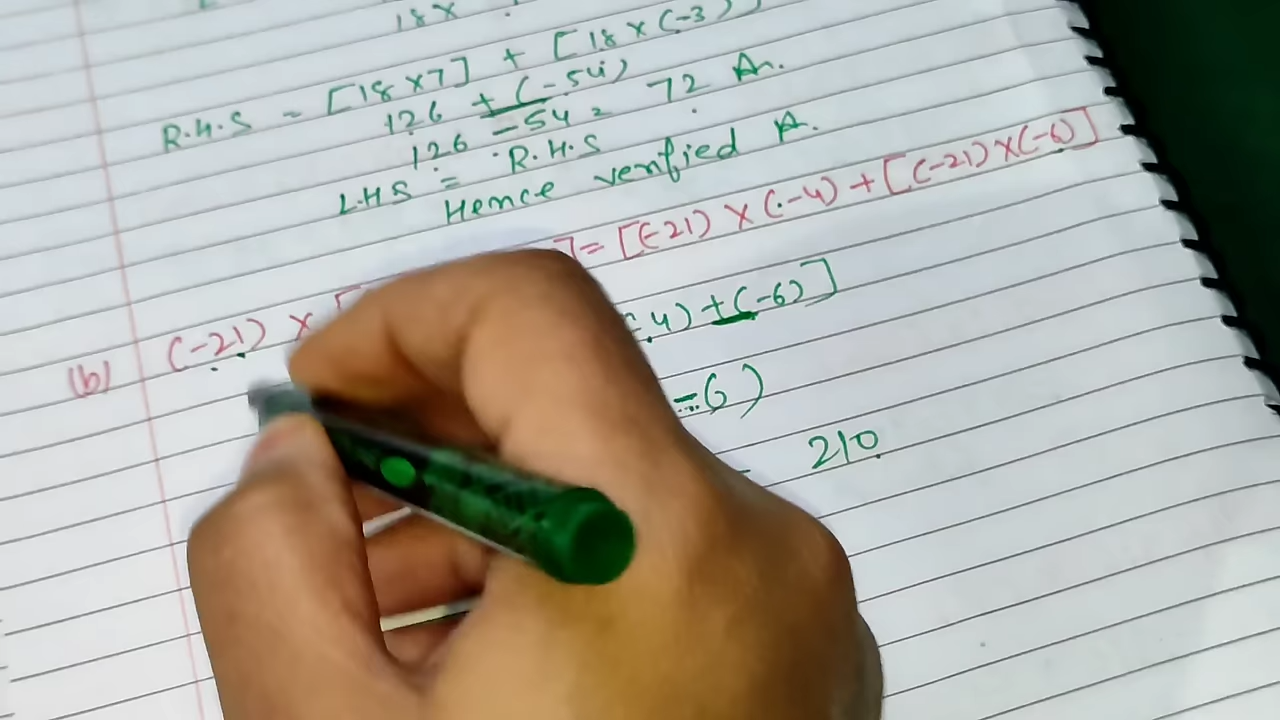 18 x
R.H.S = [18 x 7] + [18 x (-3)]
126 + (-54)
126 - 54 = 72 A.
LHS = R.H.S
Hence verified A.
(b) (-21) x [ ] = [(-21) x (-4) + [(-21) x (-6)]
4) + (-6)]
-6)
210